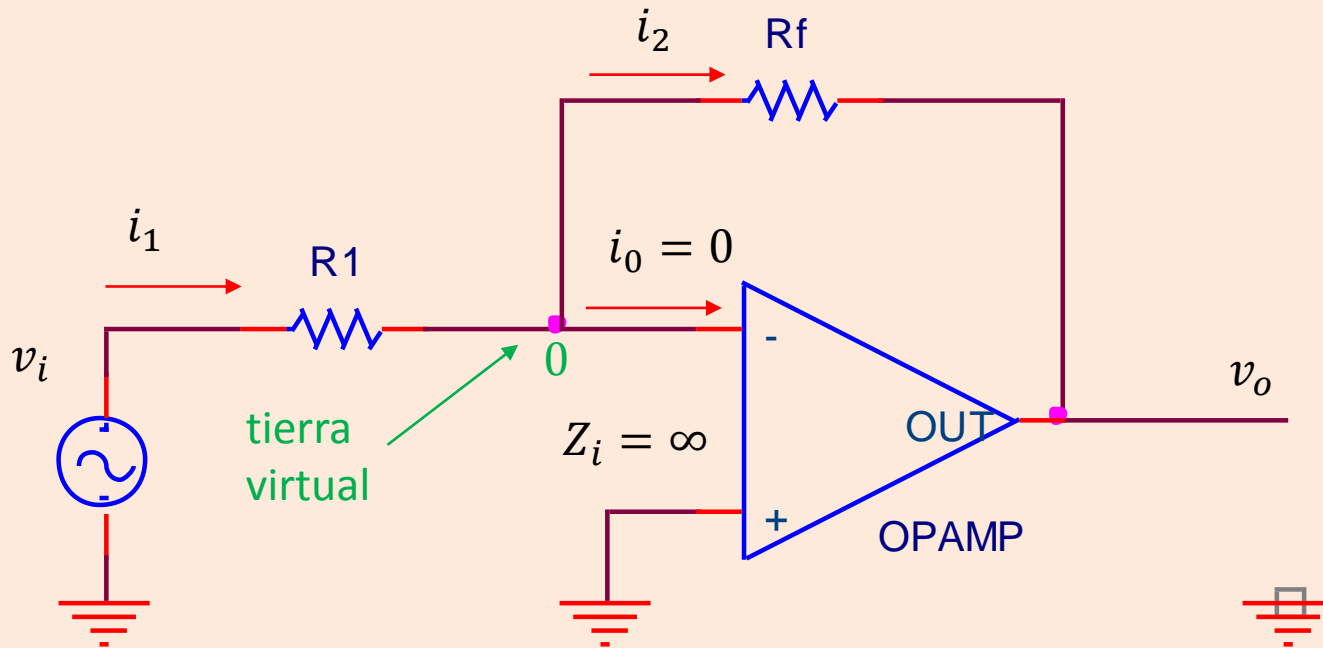 i₂
Rf
i₁
R1
i₀ = 0
vᵢ
0
-
vₒ
tierra
virtual
Zᵢ = ∞
OUT
+
OPAMP